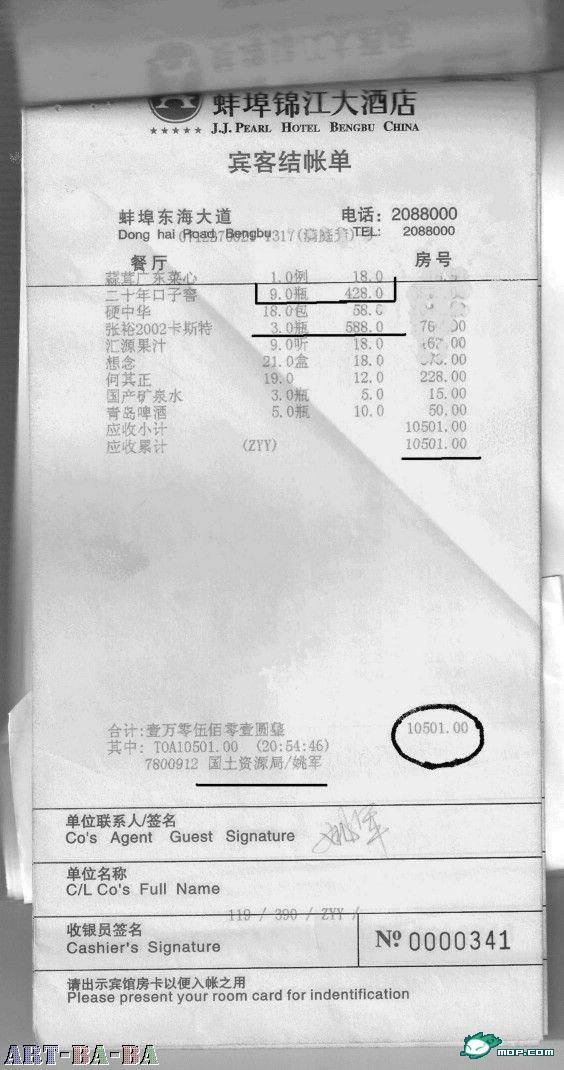 蚌埠锦江大酒店
★★★★★ J.J. PEARL HOTEL BENGBU CHINA
宾客结帐单
蚌埠东海大道 电话: 2088000
Dong hai Road Bengbu TEL: 2088000
餐厅 房号
蒜茸广东菜心 1.0例 18.0
二十年口子窖 9.0瓶 428.0
硬中华 18.0包 58.0
张裕2002卡斯特 3.0瓶 588.0
汇源果汁 9.0听 18.0
想念 21.0盒 18.0
何其正 19.0 12.0 228.00
国产矿泉水 3.0瓶 5.0 15.00
青岛啤酒 5.0瓶 10.0 50.00
应收小计 10501.00
应收累计 (ZYY) 10501.00
合计:壹万零伍佰零壹圆整 10501.00
其中: TOA10501.00 (20:54:46)
7800912 国土资源局/姚军
单位联系人/签名
Co's Agent Guest Signature 姚军
单位名称
C/L Co's Full Name
119 / 390 / ZYY /
收银员签名
Cashier's Signature
№ 0000341
请出示宾馆房卡以便入帐之用
Please present your room card for indentification
ART-BA-BA
mop.com